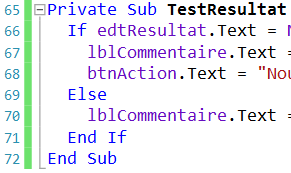 65 Private Sub TestResultat
66 If edtResultat.Text =
67 lblCommentaire.Text =
68 btnAction.Text = "Nou
69 Else
70 lblCommentaire.Text =
71 End If
72 End Sub